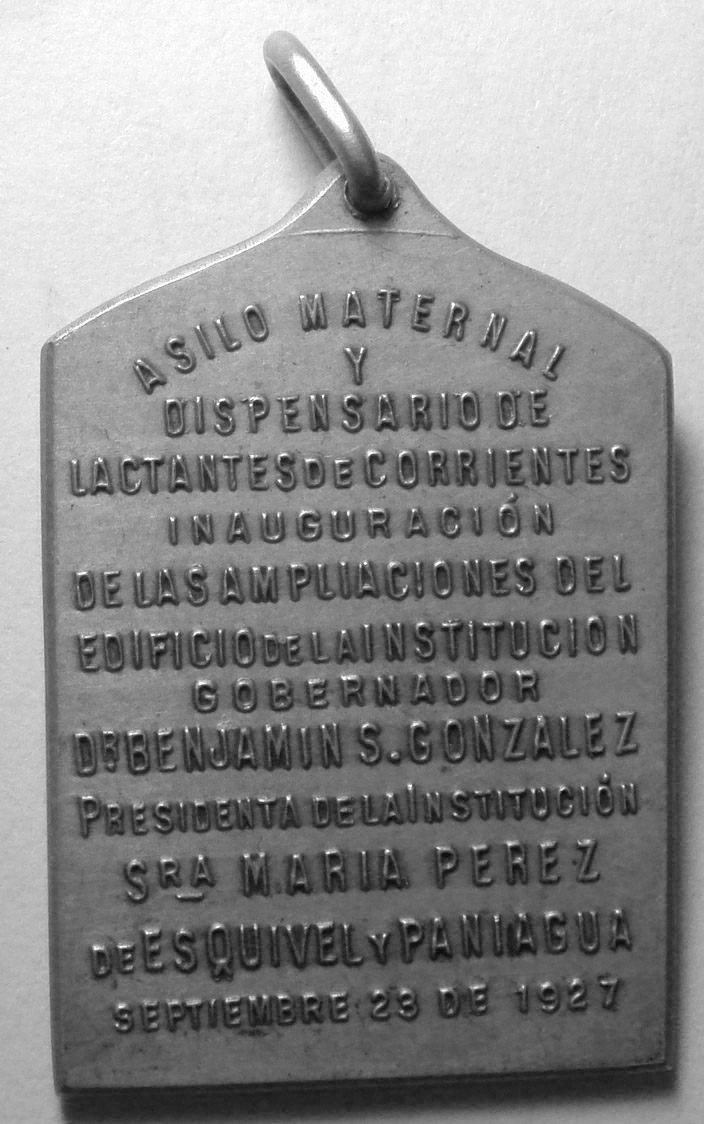 ASILO MATERNAL
Y
DISPENSARIO DE
LACTANTES DE CORRIENTES
INAUGURACIÓN
DE LAS AMPLIACIONES DEL
EDIFICIO DE LA INSTITUCION
GOBERNADOR
DR BENJAMIN S. GONZALEZ
PRESIDENTA DE LA INSTITUCIÓN
SRA MARIA PEREZ
DE ESQUIVEL Y PANIAGUA
SEPTIEMBRE 23 DE 1927